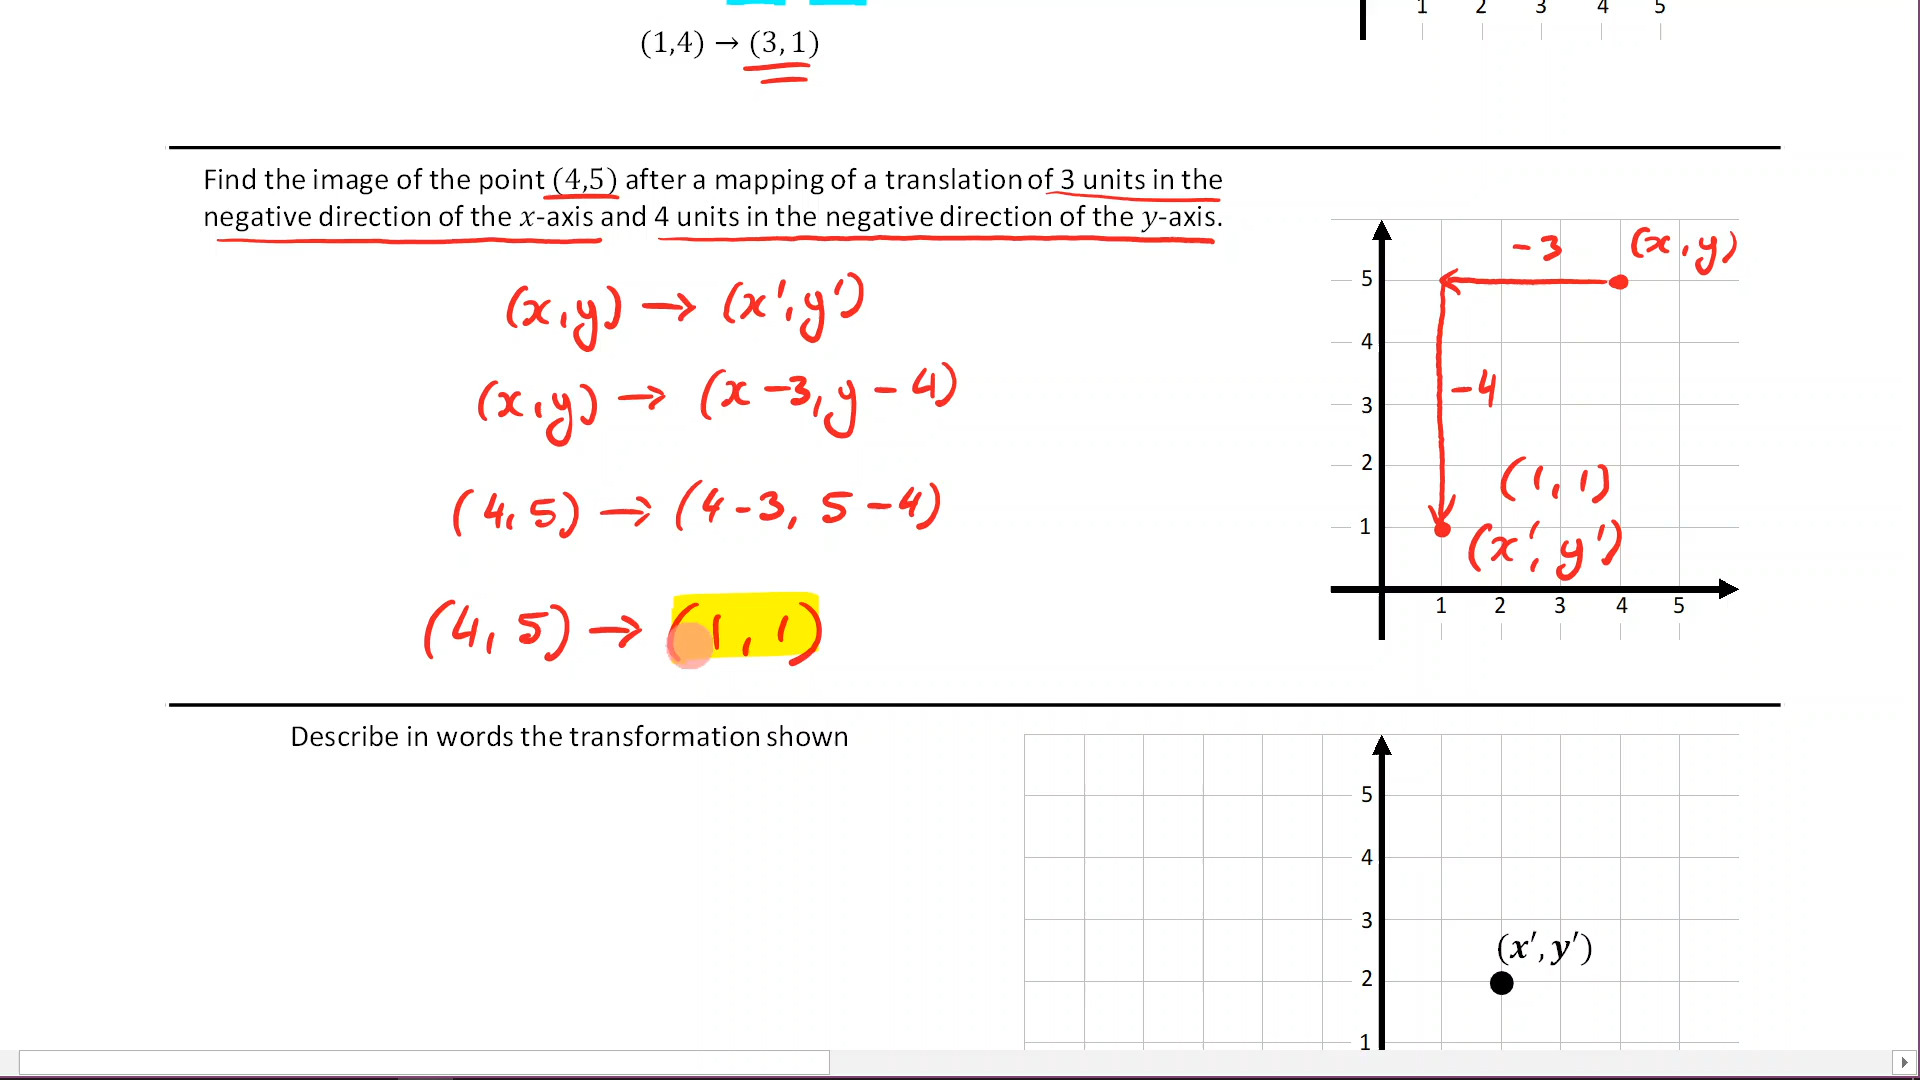 1 2 3 4 5
(1,4) → (3, 1)
Find the image of the point (4,5) after a mapping of a translation of 3 units in the
negative direction of the x-axis and 4 units in the negative direction of the y-axis.
-3 (x, y)
(x, y) → (x', y')
5
4
(x, y) → (x - 3, y - 4)
-4
3
2
(1, 1)
(4, 5) → (4 - 3, 5 - 4)
1
(x', y')
1 2 3 4 5
(4, 5) → (1, 1)
Describe in words the transformation shown
5
4
3
(x′, y′)
2
1